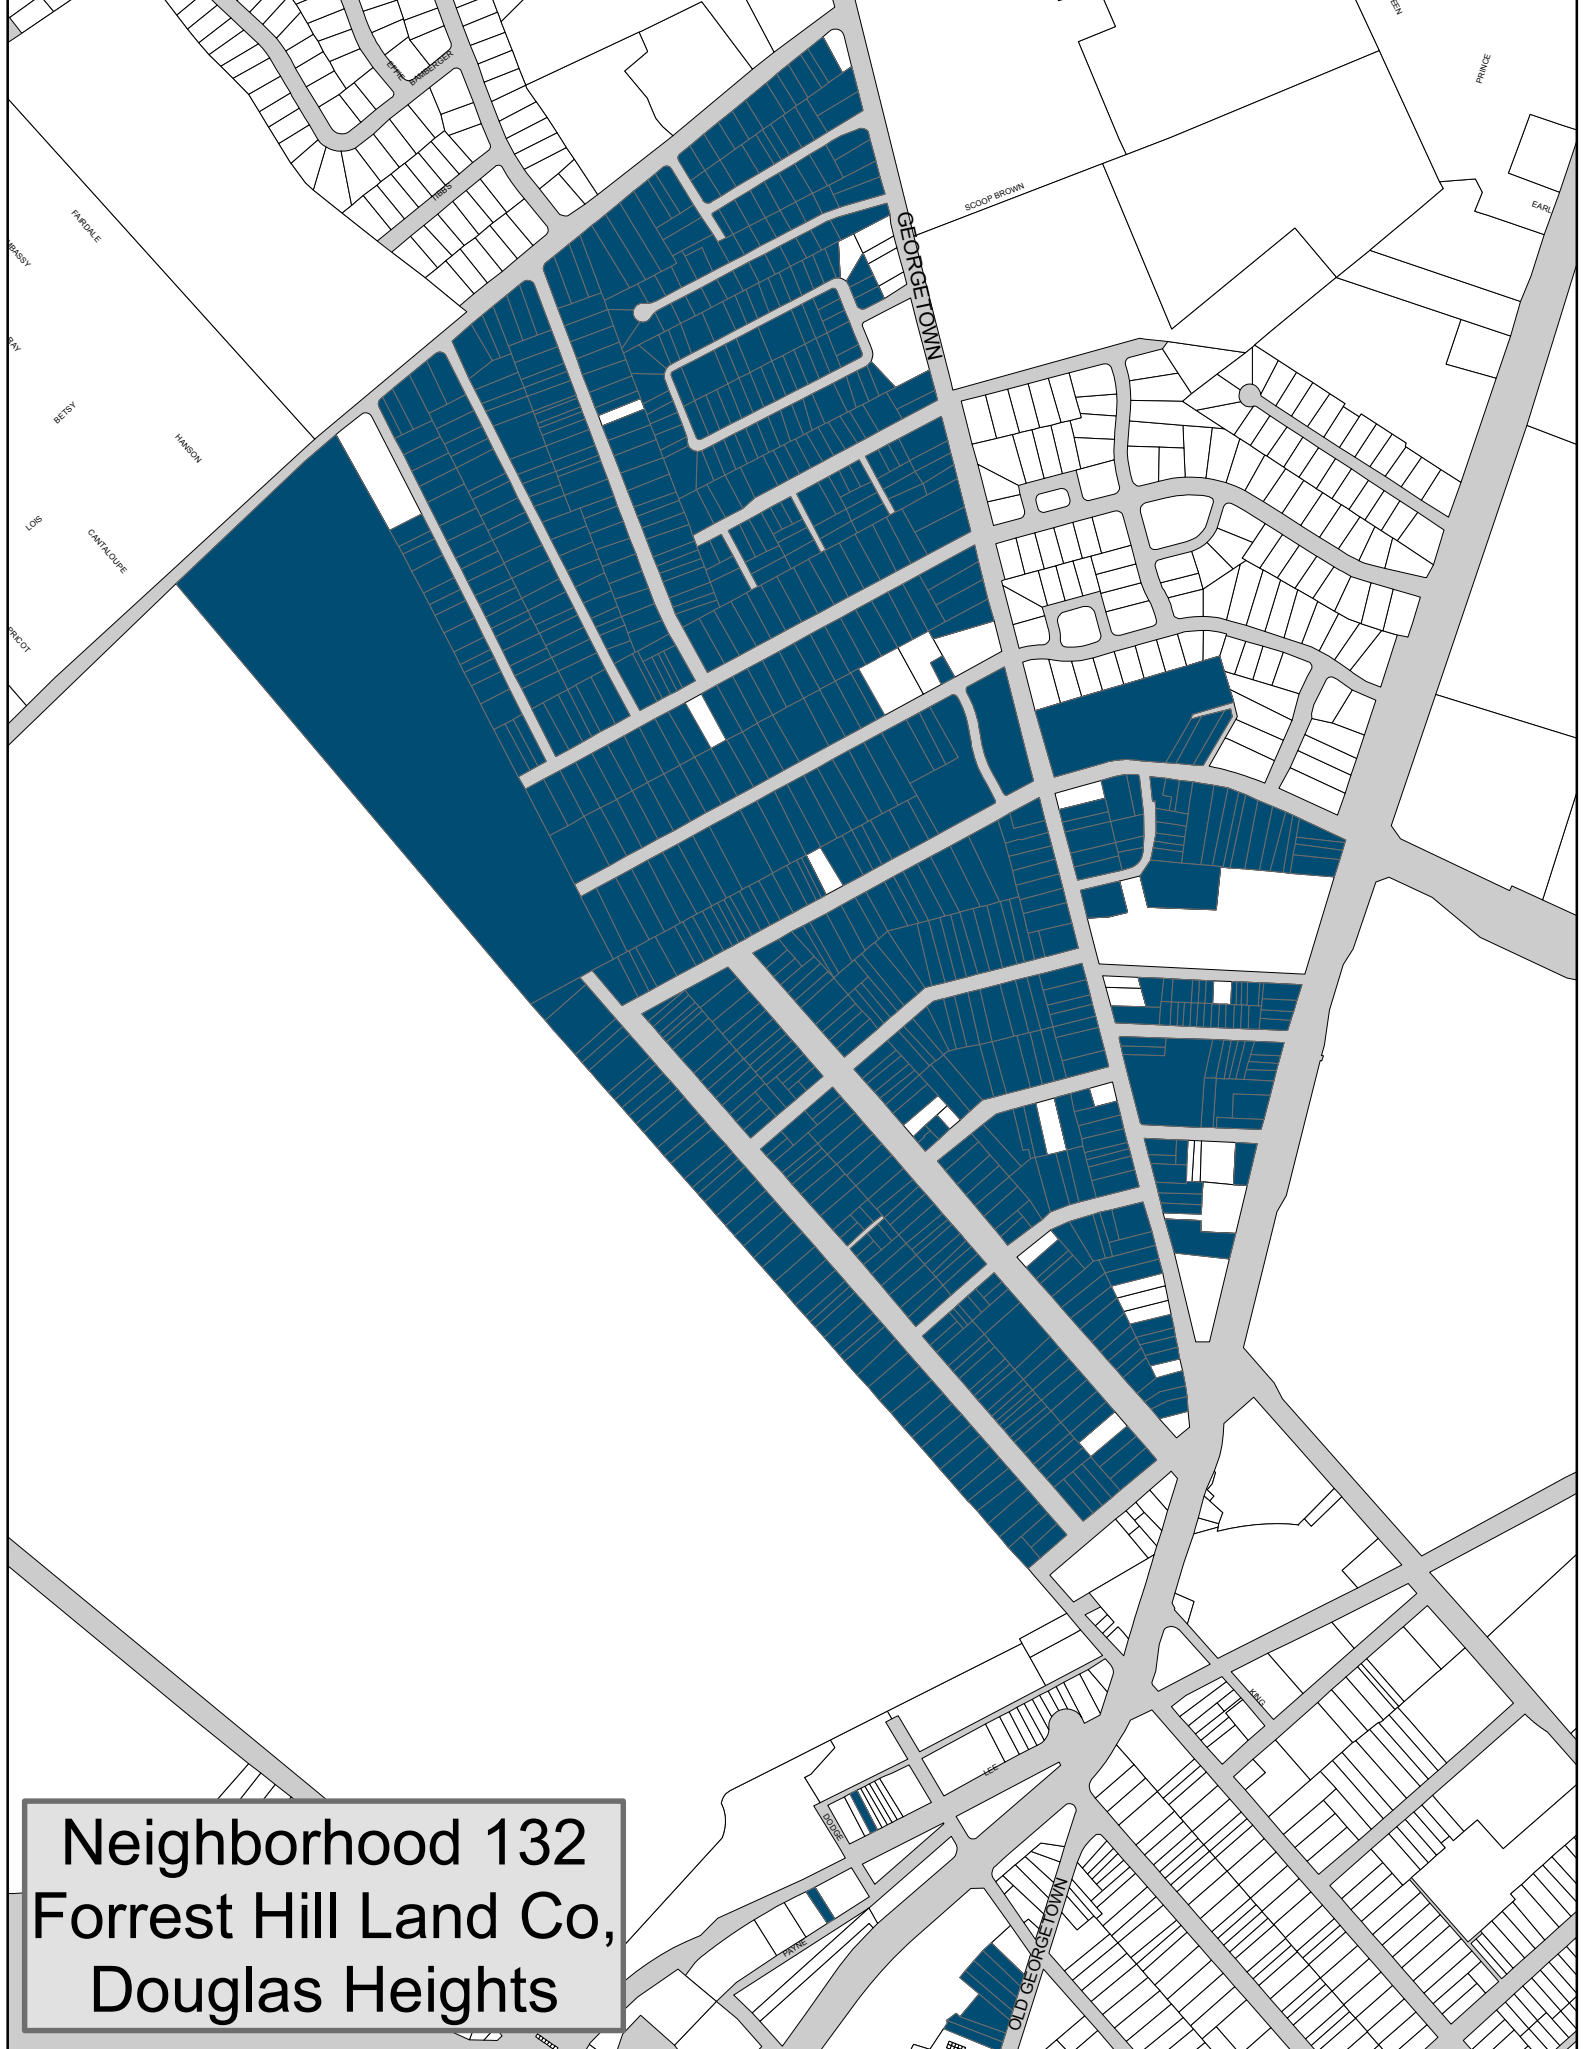 EFFIE
BAMBERGER
PRINCE
TIBBS
SCOOP BROWN
EARL
FAIRDALE
GEORGETOWN
BETSY
HANSON
LOIS
CANTALOUPE
KING
LEE
DODGE
PAYNE
OLD GEORGETOWN
Neighborhood 132
Forrest Hill Land Co,
Douglas Heights